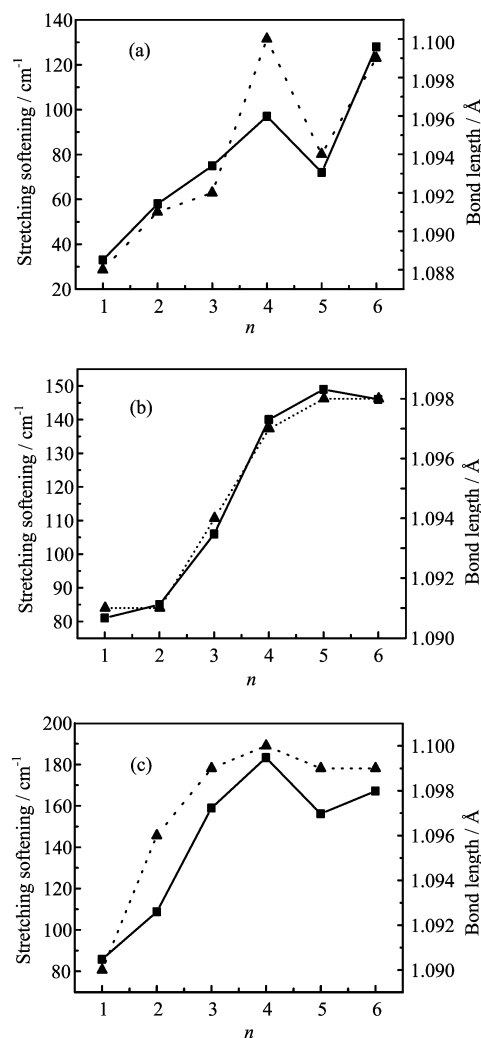 (a)
Stretching softening / cm⁻¹
140
120
100
80
60
40
20
Bond length / Å
1.100
1.098
1.096
1.094
1.092
1.090
1.088
1 2 3 4 5 6
n
(b)
Stretching softening / cm⁻¹
150
140
130
120
110
100
90
80
Bond length / Å
1.098
1.096
1.094
1.092
1.090
1 2 3 4 5 6
n
(c)
Stretching softening / cm⁻¹
200
180
160
140
120
100
80
Bond length / Å
1.100
1.098
1.096
1.094
1.092
1.090
1 2 3 4 5 6
n